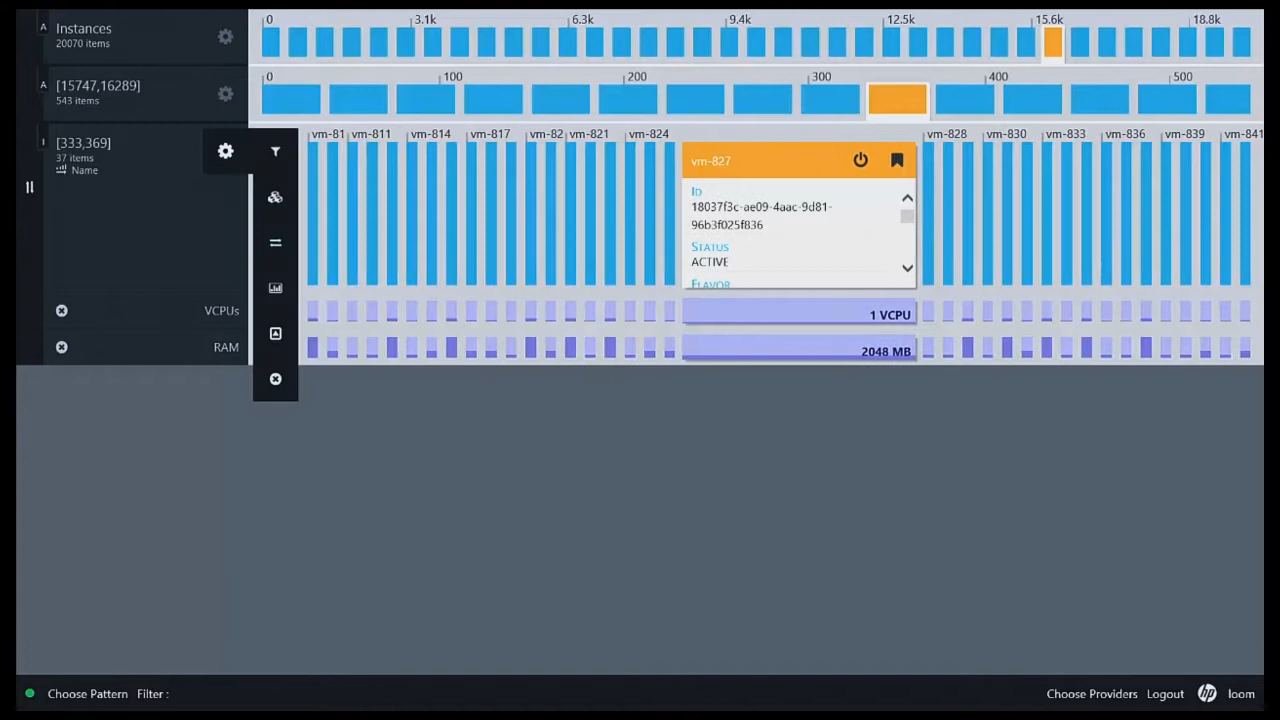 A Instances
20070 items
0 3.1k 6.3k 9.4k 12.5k 15.6k 18.8k
A [15747,16289]
543 items
0 100 200 300 400 500
I [333,369]
37 items
Name
vm-81 vm-811 vm-814 vm-817 vm-82 vm-821 vm-824 vm-828 vm-830 vm-833 vm-836 vm-839 vm-841
vm-827
ID
18037f3c-ae09-4aac-9d81-
96b3f025f836
STATUS
ACTIVE
FLAVOR
VCPUs
1 VCPU
RAM
2048 MB
Choose Pattern Filter :
Choose Providers Logout hp loom